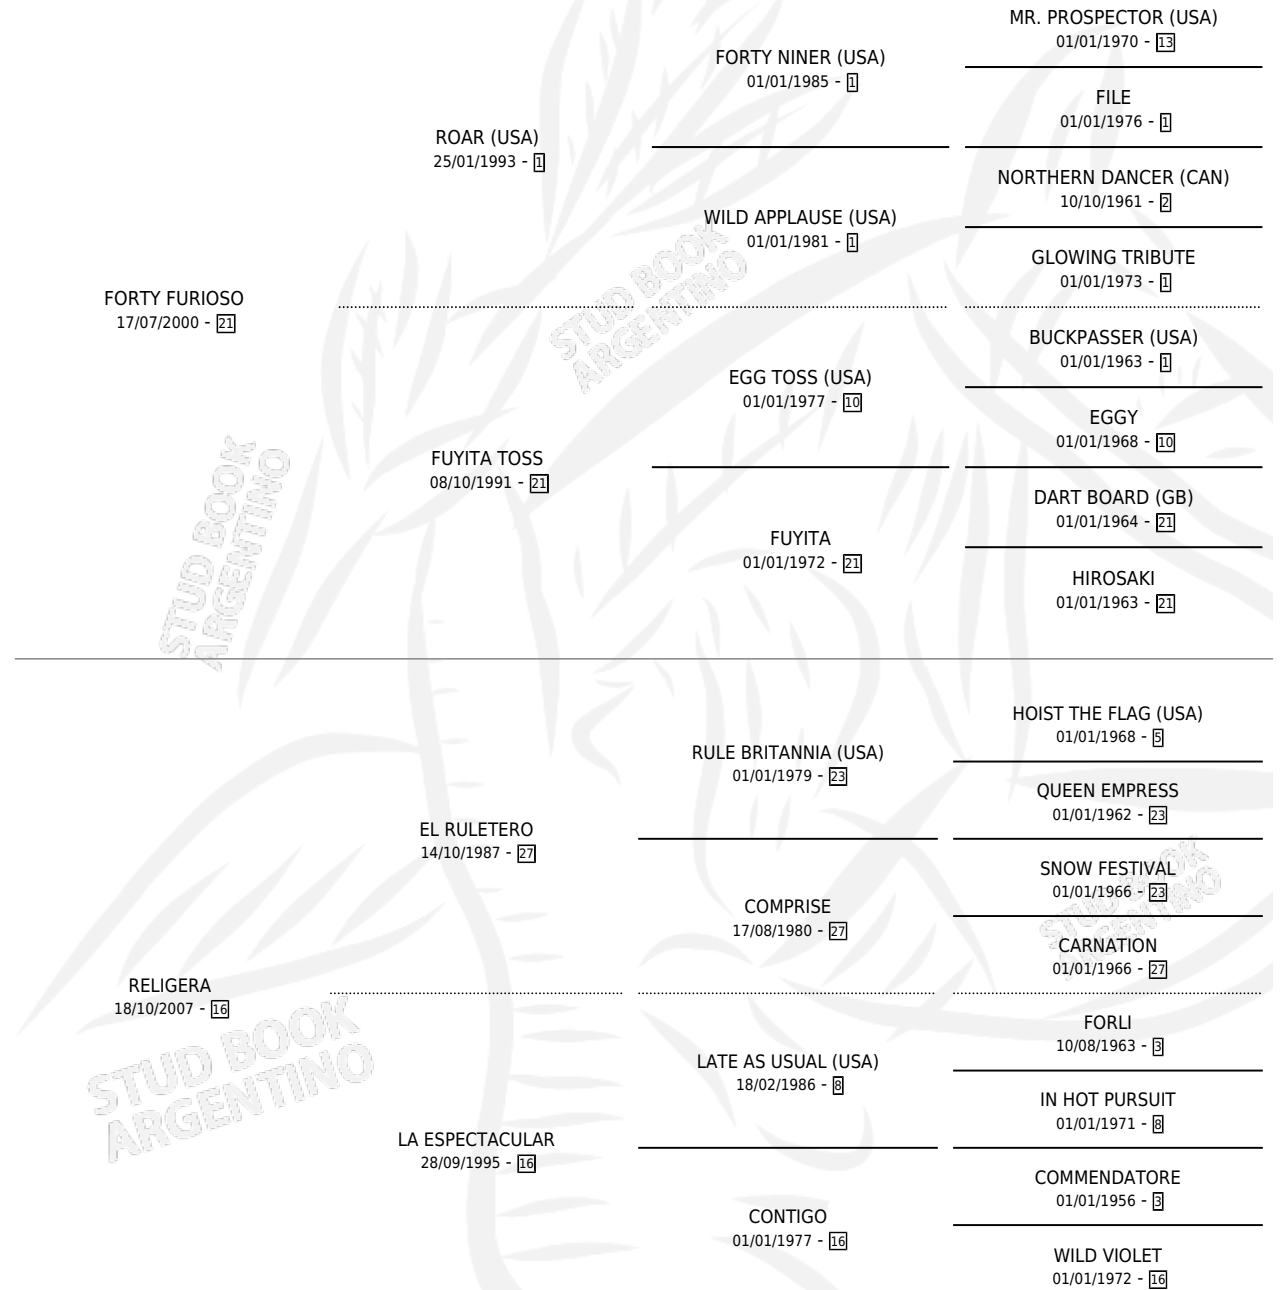 MR. PROSPECTOR (USA)
01/01/1970 - 13
FORTY NINER (USA)
01/01/1985 - 1
FILE
01/01/1976 - 1
ROAR (USA)
25/01/1993 - 1
NORTHERN DANCER (CAN)
10/10/1961 - 2
WILD APPLAUSE (USA)
01/01/1981 - 1
GLOWING TRIBUTE
01/01/1973 - 1
FORTY FURIOSO
17/07/2000 - 21
BUCKPASSER (USA)
01/01/1963 - 1
EGG TOSS (USA)
01/01/1977 - 10
EGGY
01/01/1968 - 10
FUYITA TOSS
08/10/1991 - 21
DART BOARD (GB)
01/01/1964 - 21
FUYITA
01/01/1972 - 21
HIROSAKI
01/01/1963 - 21
STUD BOOK
ARGENTINO
STUD BOOK
ARGENTINO
HOIST THE FLAG (USA)
01/01/1968 - 5
RULE BRITANNIA (USA)
01/01/1979 - 23
QUEEN EMPRESS
01/01/1962 - 23
EL RULETERO
14/10/1987 - 27
SNOW FESTIVAL
01/01/1966 - 23
COMPRISE
17/08/1980 - 27
CARNATION
01/01/1966 - 27
RELIGERA
18/10/2007 - 16
FORLI
10/08/1963 - 3
LATE AS USUAL (USA)
18/02/1986 - 8
IN HOT PURSUIT
01/01/1971 - 8
LA ESPECTACULAR
28/09/1995 - 16
COMMENDATORE
01/01/1956 - 3
CONTIGO
01/01/1977 - 16
WILD VIOLET
01/01/1972 - 16
STUD BOOK
ARGENTINO
STUD BOOK
ARGENTINO